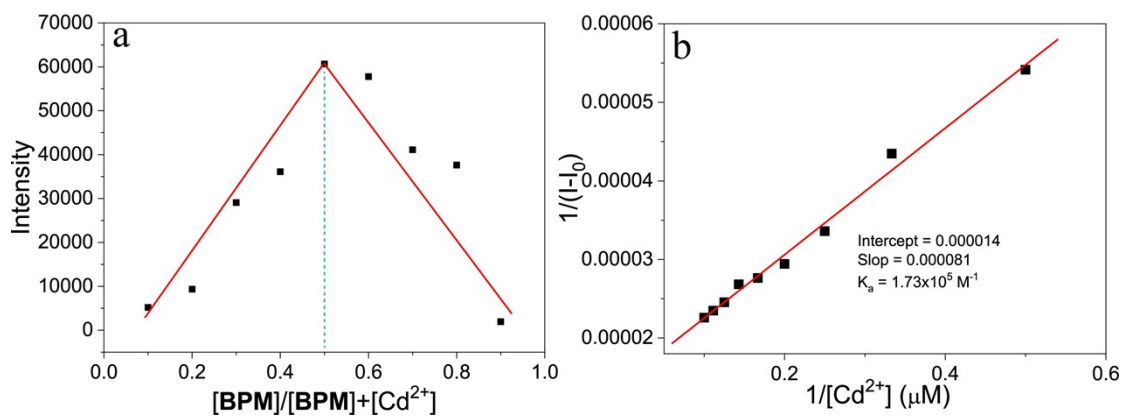 a
70000
60000
50000
40000
30000
20000
10000
0
Intensity
0.0 0.2 0.4 0.6 0.8 1.0
[BPM]/[BPM]+[Cd²⁺]
b
0.00006
0.00005
0.00004
0.00003
0.00002
1/(I-I₀)
Intercept = 0.000014
Slop = 0.000081
Kₐ = 1.73x10⁵ M⁻¹
0.2 0.4 0.6
1/[Cd²⁺] (μM)